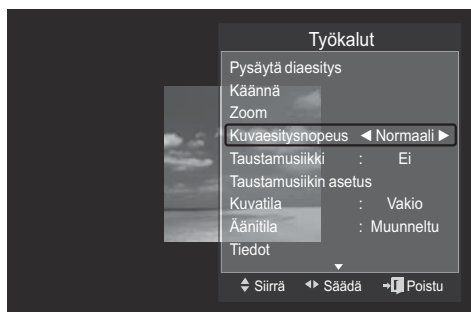 Työkalut
Pysäytä diaesitys
Käännä
Zoom
Kuvaesitysnopeus ◀ Normaali ▶
Taustamusiikki : Ei
Taustamusiikin asetus
Kuvatila : Vakio
Äänitila : Muunneltu
Tiedot
Siirrä Säädä Poistu